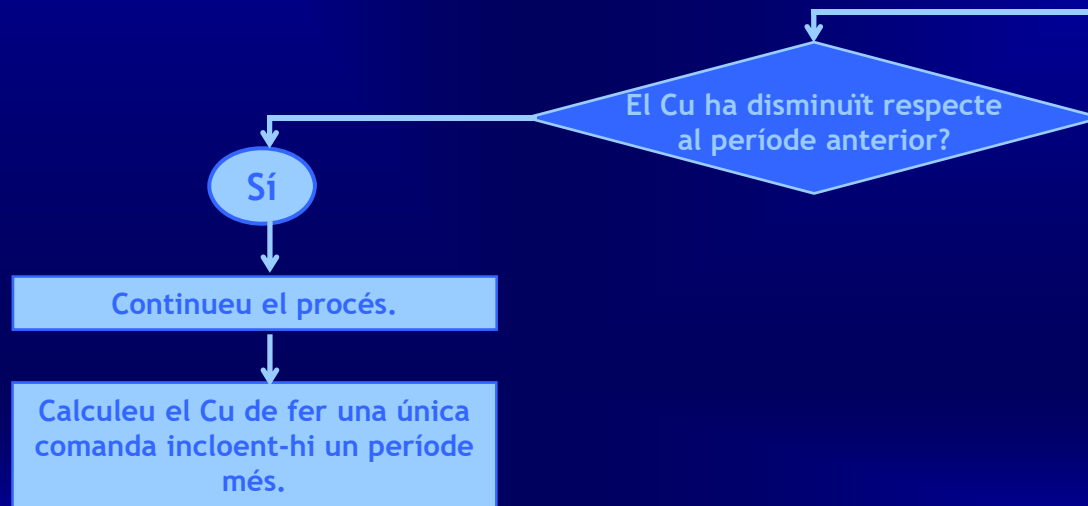 El Cu ha disminuït respecte
al període anterior?
Sí
Continueu el procés.
Calculeu el Cu de fer una única
comanda incloent-hi un període
més.